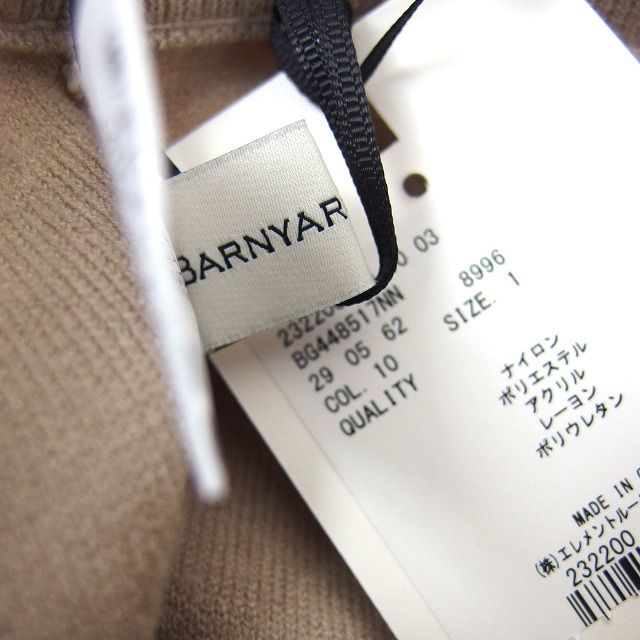 BARNYAR
03
23220
8996
BG448517NN
29 05 62
SIZE. 1
COL. 10
QUALITY
ナイロン
ポリエステル
アクリル
レーヨン
ポリウレタン
MADE IN
(株)エレメントルー
232200